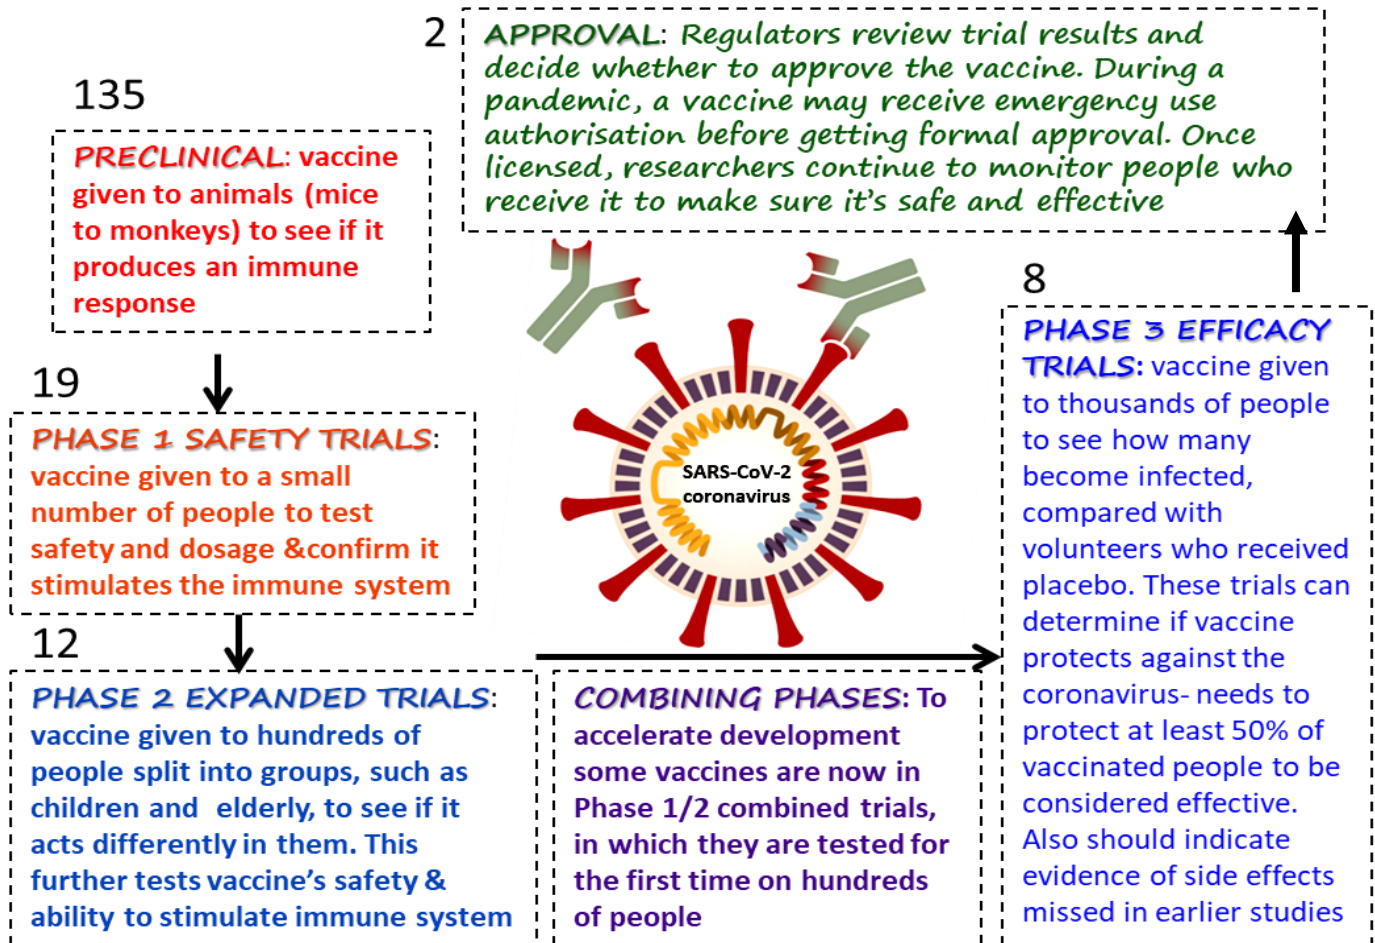 2
APPROVAL: Regulators review trial results and
decide whether to approve the vaccine. During a
pandemic, a vaccine may receive emergency use
authorisation before getting formal approval. Once
licensed, researchers continue to monitor people who
receive it to make sure it's safe and effective
135
PRECLINICAL: vaccine
given to animals (mice
to monkeys) to see if it
produces an immune
response
19
PHASE 1 SAFETY TRIALS:
vaccine given to a small
number of people to test
safety and dosage &confirm it
stimulates the immune system
12
PHASE 2 EXPANDED TRIALS:
vaccine given to hundreds of
people split into groups, such as
children and elderly, to see if it
acts differently in them. This
further tests vaccine's safety &
ability to stimulate immune system
SARS-CoV-2
coronavirus
COMBINING PHASES: To
accelerate development
some vaccines are now in
Phase 1/2 combined trials,
in which they are tested for
the first time on hundreds
of people
8
PHASE 3 EFFICACY
TRIALS: vaccine given
to thousands of people
to see how many
become infected,
compared with
volunteers who received
placebo. These trials can
determine if vaccine
protects against the
coronavirus- needs to
protect at least 50% of
vaccinated people to be
considered effective.
Also should indicate
evidence of side effects
missed in earlier studies